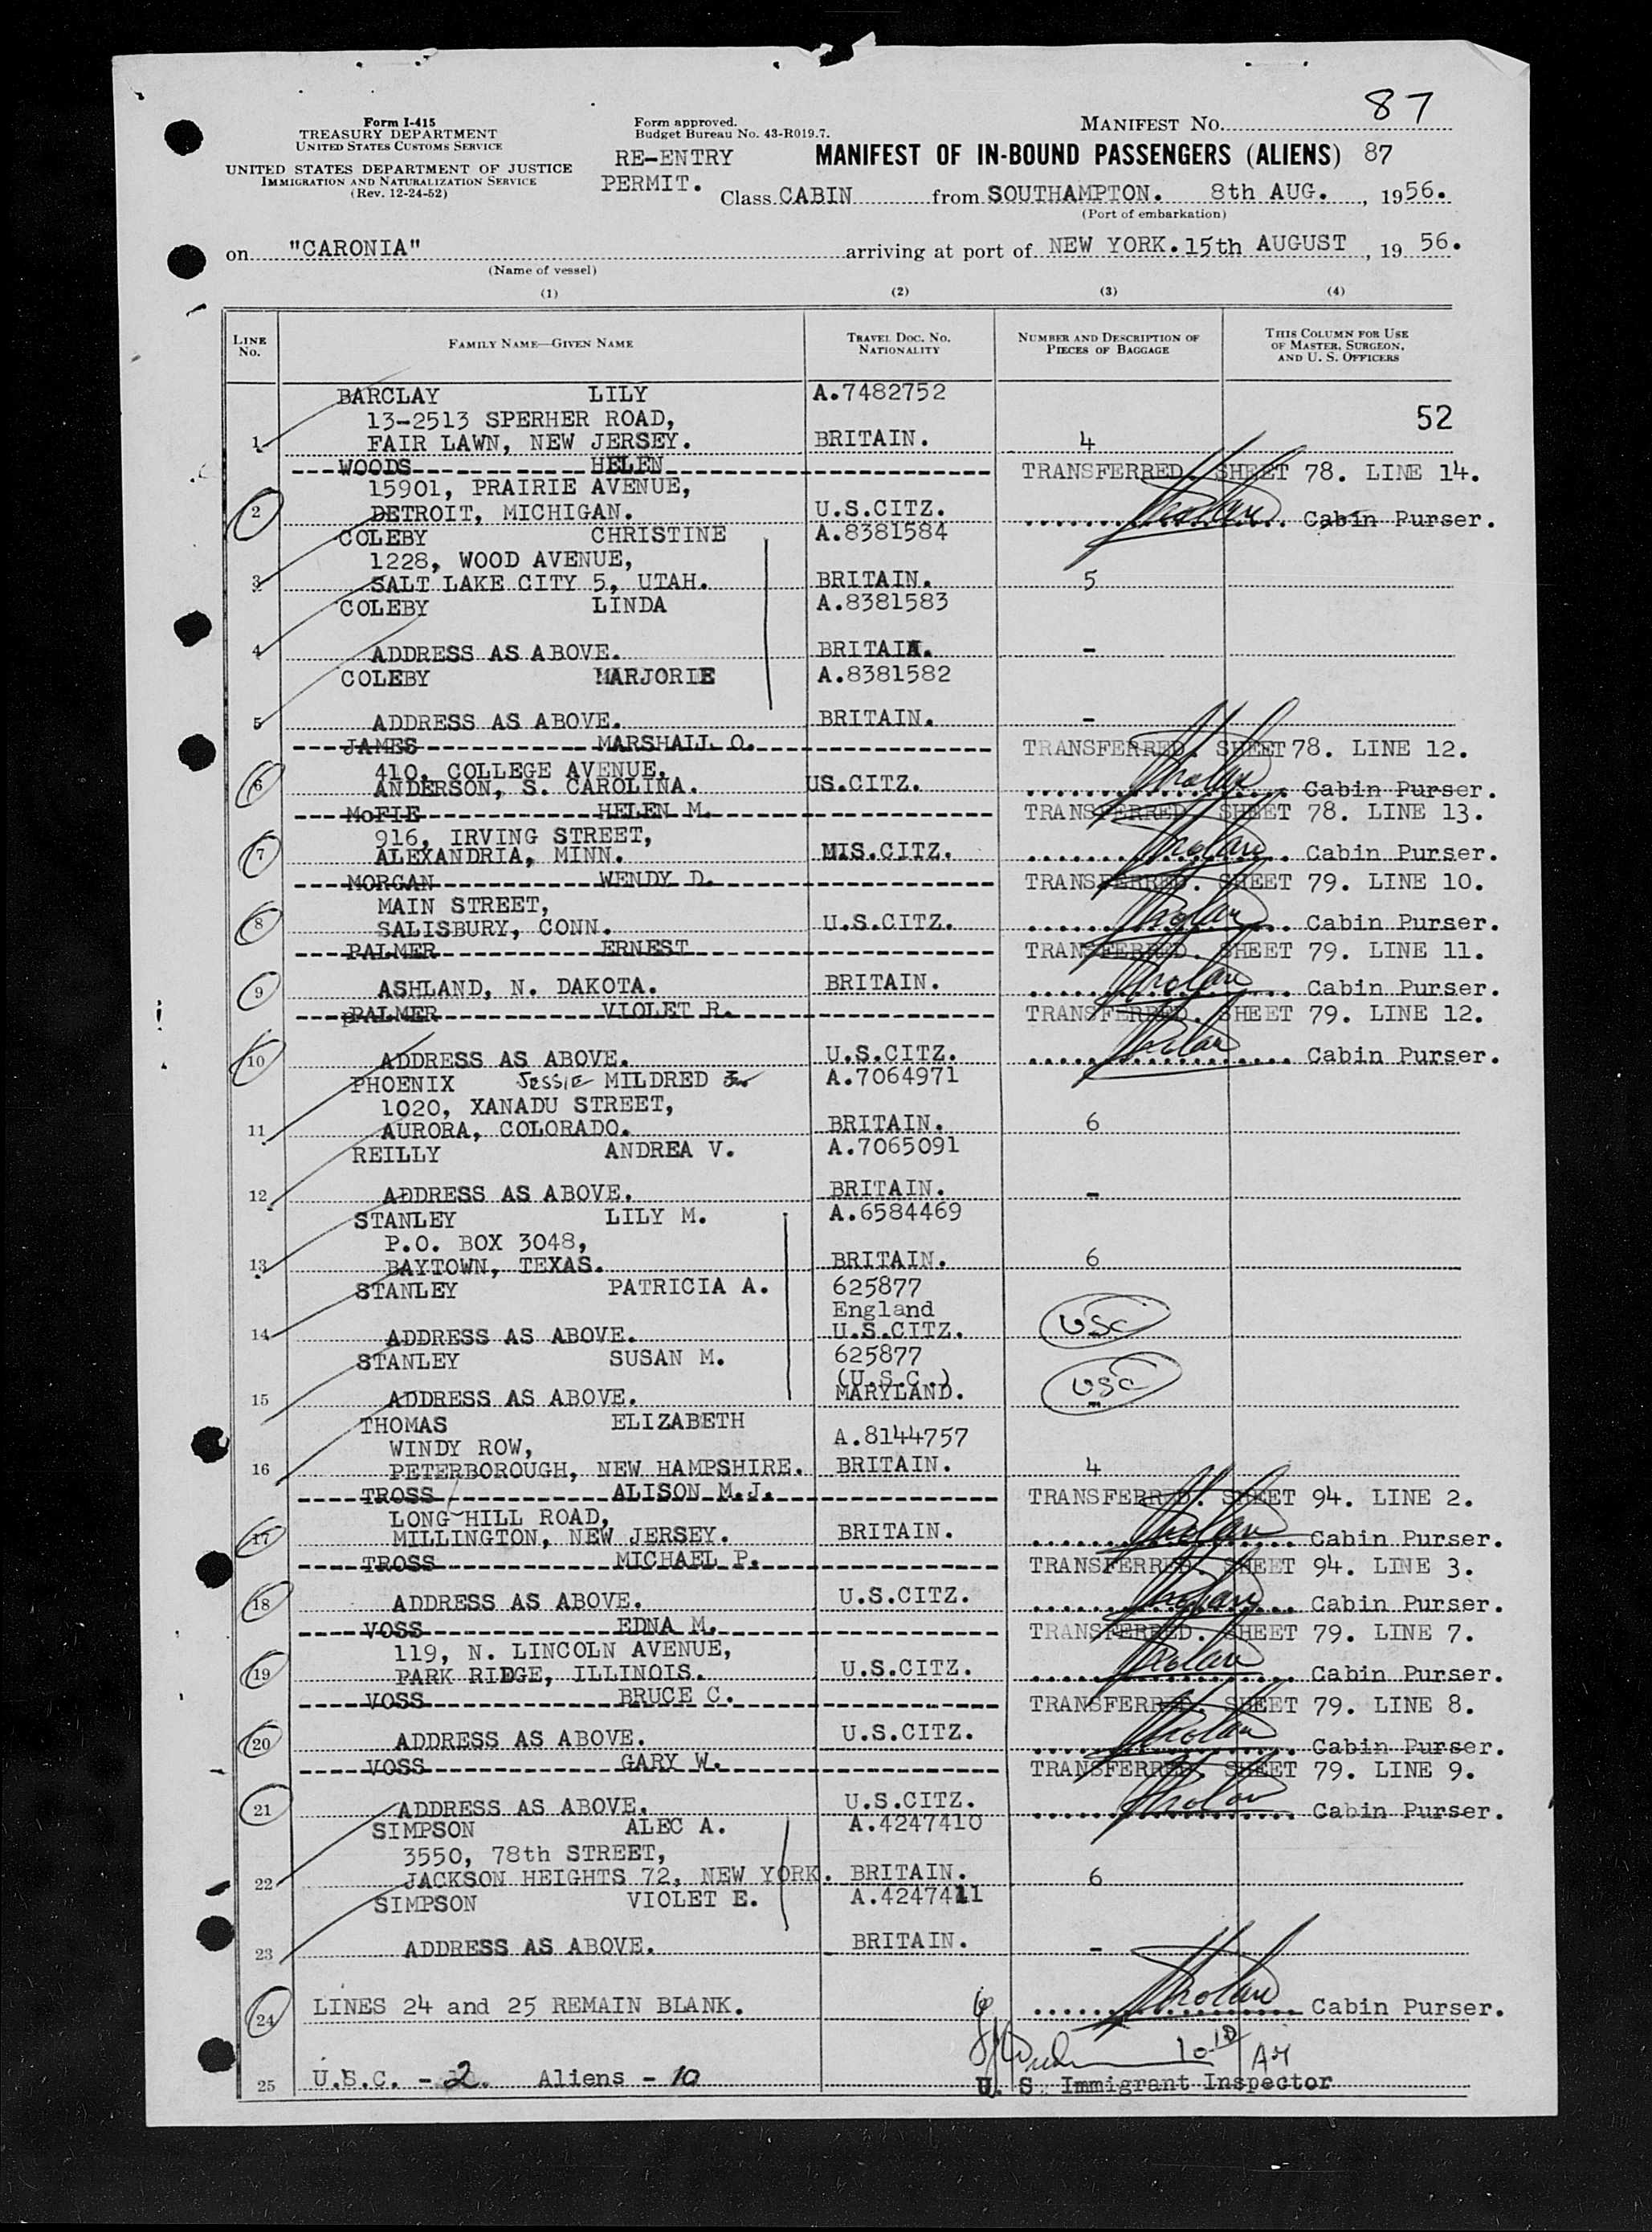 87
Form I-415
TREASURY DEPARTMENT
UNITED STATES CUSTOMS SERVICE
UNITED STATES DEPARTMENT OF JUSTICE
IMMIGRATION AND NATURALIZATION SERVICE
(Rev. 12-24-52)
Form approved.
Budget Bureau No. 43-R019.7.
MANIFEST NO.
RE-ENTRY PERMIT.
MANIFEST OF IN-BOUND PASSENGERS (ALIENS) 87
Class CABIN from SOUTHAMPTON. 8th AUG., 1956.
(Port of embarkation)
on "CARONIA" arriving at port of NEW YORK. 15th AUGUST, 19 56.
(Name of vessel)
(1) (2) (3) (4)
LINE No. FAMILY NAME—GIVEN NAME TRAVEL DOC. NO. NATIONALITY NUMBER AND DESCRIPTION OF PIECES OF BAGGAGE THIS COLUMN FOR USE OF MASTER, SURGEON, AND U. S. OFFICERS
BARCLAY LILY A.7482752
13-2513 SPERHER ROAD, 52
1 FAIR LAWN, NEW JERSEY. BRITAIN. 4
WOODS HELEN TRANSFERRED. SHEET 78. LINE 14.
15901, PRAIRIE AVENUE,
2 DETROIT, MICHIGAN. U.S.CITZ. Cabin Purser.
COLEBY CHRISTINE A.8381584
1228, WOOD AVENUE,
3 SALT LAKE CITY 5, UTAH. BRITAIN. 5
COLEBY LINDA A.8381583
4 ADDRESS AS ABOVE. BRITAIN. -
COLEBY MARJORIE A.8381582
5 ADDRESS AS ABOVE. BRITAIN. -
JAMES MARSHALL O. TRANSFERRED. SHEET 78. LINE 12.
410, COLLEGE AVENUE,
6 ANDERSON, S. CAROLINA. US.CITZ. Cabin Purser.
McFIE HELEN M. TRANSFERRED. SHEET 78. LINE 13.
916, IRVING STREET,
7 ALEXANDRIA, MINN. MIS.CITZ. Cabin Purser.
MORGAN WENDY D. TRANSFERRED. SHEET 79. LINE 10.
MAIN STREET,
8 SALISBURY, CONN. U.S.CITZ. Cabin Purser.
PALMER ERNEST TRANSFERRED. SHEET 79. LINE 11.
9 ASHLAND, N. DAKOTA. BRITAIN. Cabin Purser.
PALMER VIOLET R. TRANSFERRED. SHEET 79. LINE 12.
10 ADDRESS AS ABOVE. U.S.CITZ. Cabin Purser.
PHOENIX Jessie MILDRED A.7064971
1020, XANADU STREET,
11 AURORA, COLORADO. BRITAIN. 6
REILLY ANDREA V. A.7065091
12 ADDRESS AS ABOVE. BRITAIN. -
STANLEY LILY M. A.6584469
P.O. BOX 3048,
13 BAYTOWN, TEXAS. BRITAIN. 6
STANLEY PATRICIA A. 625877
England
14 ADDRESS AS ABOVE. U.S.CITZ. USC
STANLEY SUSAN M. 625877
(U.S.C.)
15 ADDRESS AS ABOVE. MARYLAND. USC -
THOMAS ELIZABETH A.8144757
WINDY ROW,
16 PETERBOROUGH, NEW HAMPSHIRE. BRITAIN. 4
TROSS ALISON M.J. TRANSFERRED. SHEET 94. LINE 2.
LONG HILL ROAD,
17 MILLINGTON, NEW JERSEY. BRITAIN. Cabin Purser.
TROSS MICHAEL P. TRANSFERRED. SHEET 94. LINE 3.
18 ADDRESS AS ABOVE. U.S.CITZ. Cabin Purser.
VOSS EDNA M. TRANSFERRED. SHEET 79. LINE 7.
119, N. LINCOLN AVENUE,
19 PARK RIDGE, ILLINOIS. U.S.CITZ. Cabin Purser.
VOSS BRUCE C. TRANSFERRED. SHEET 79. LINE 8.
20 ADDRESS AS ABOVE. U.S.CITZ. Cabin Purser.
VOSS GARY W. TRANSFERRED. SHEET 79. LINE 9.
21 ADDRESS AS ABOVE. U.S.CITZ. Cabin Purser.
SIMPSON ALEC A. A.4247410
3550, 78th STREET,
22 JACKSON HEIGHTS 72, NEW YORK. BRITAIN. 6
SIMPSON VIOLET E. A.4247411
23 ADDRESS AS ABOVE. BRITAIN. -
24 LINES 24 and 25 REMAIN BLANK. Cabin Purser.
25 U.S.C. - 2. Aliens - 10 U. S. Immigrant Inspector